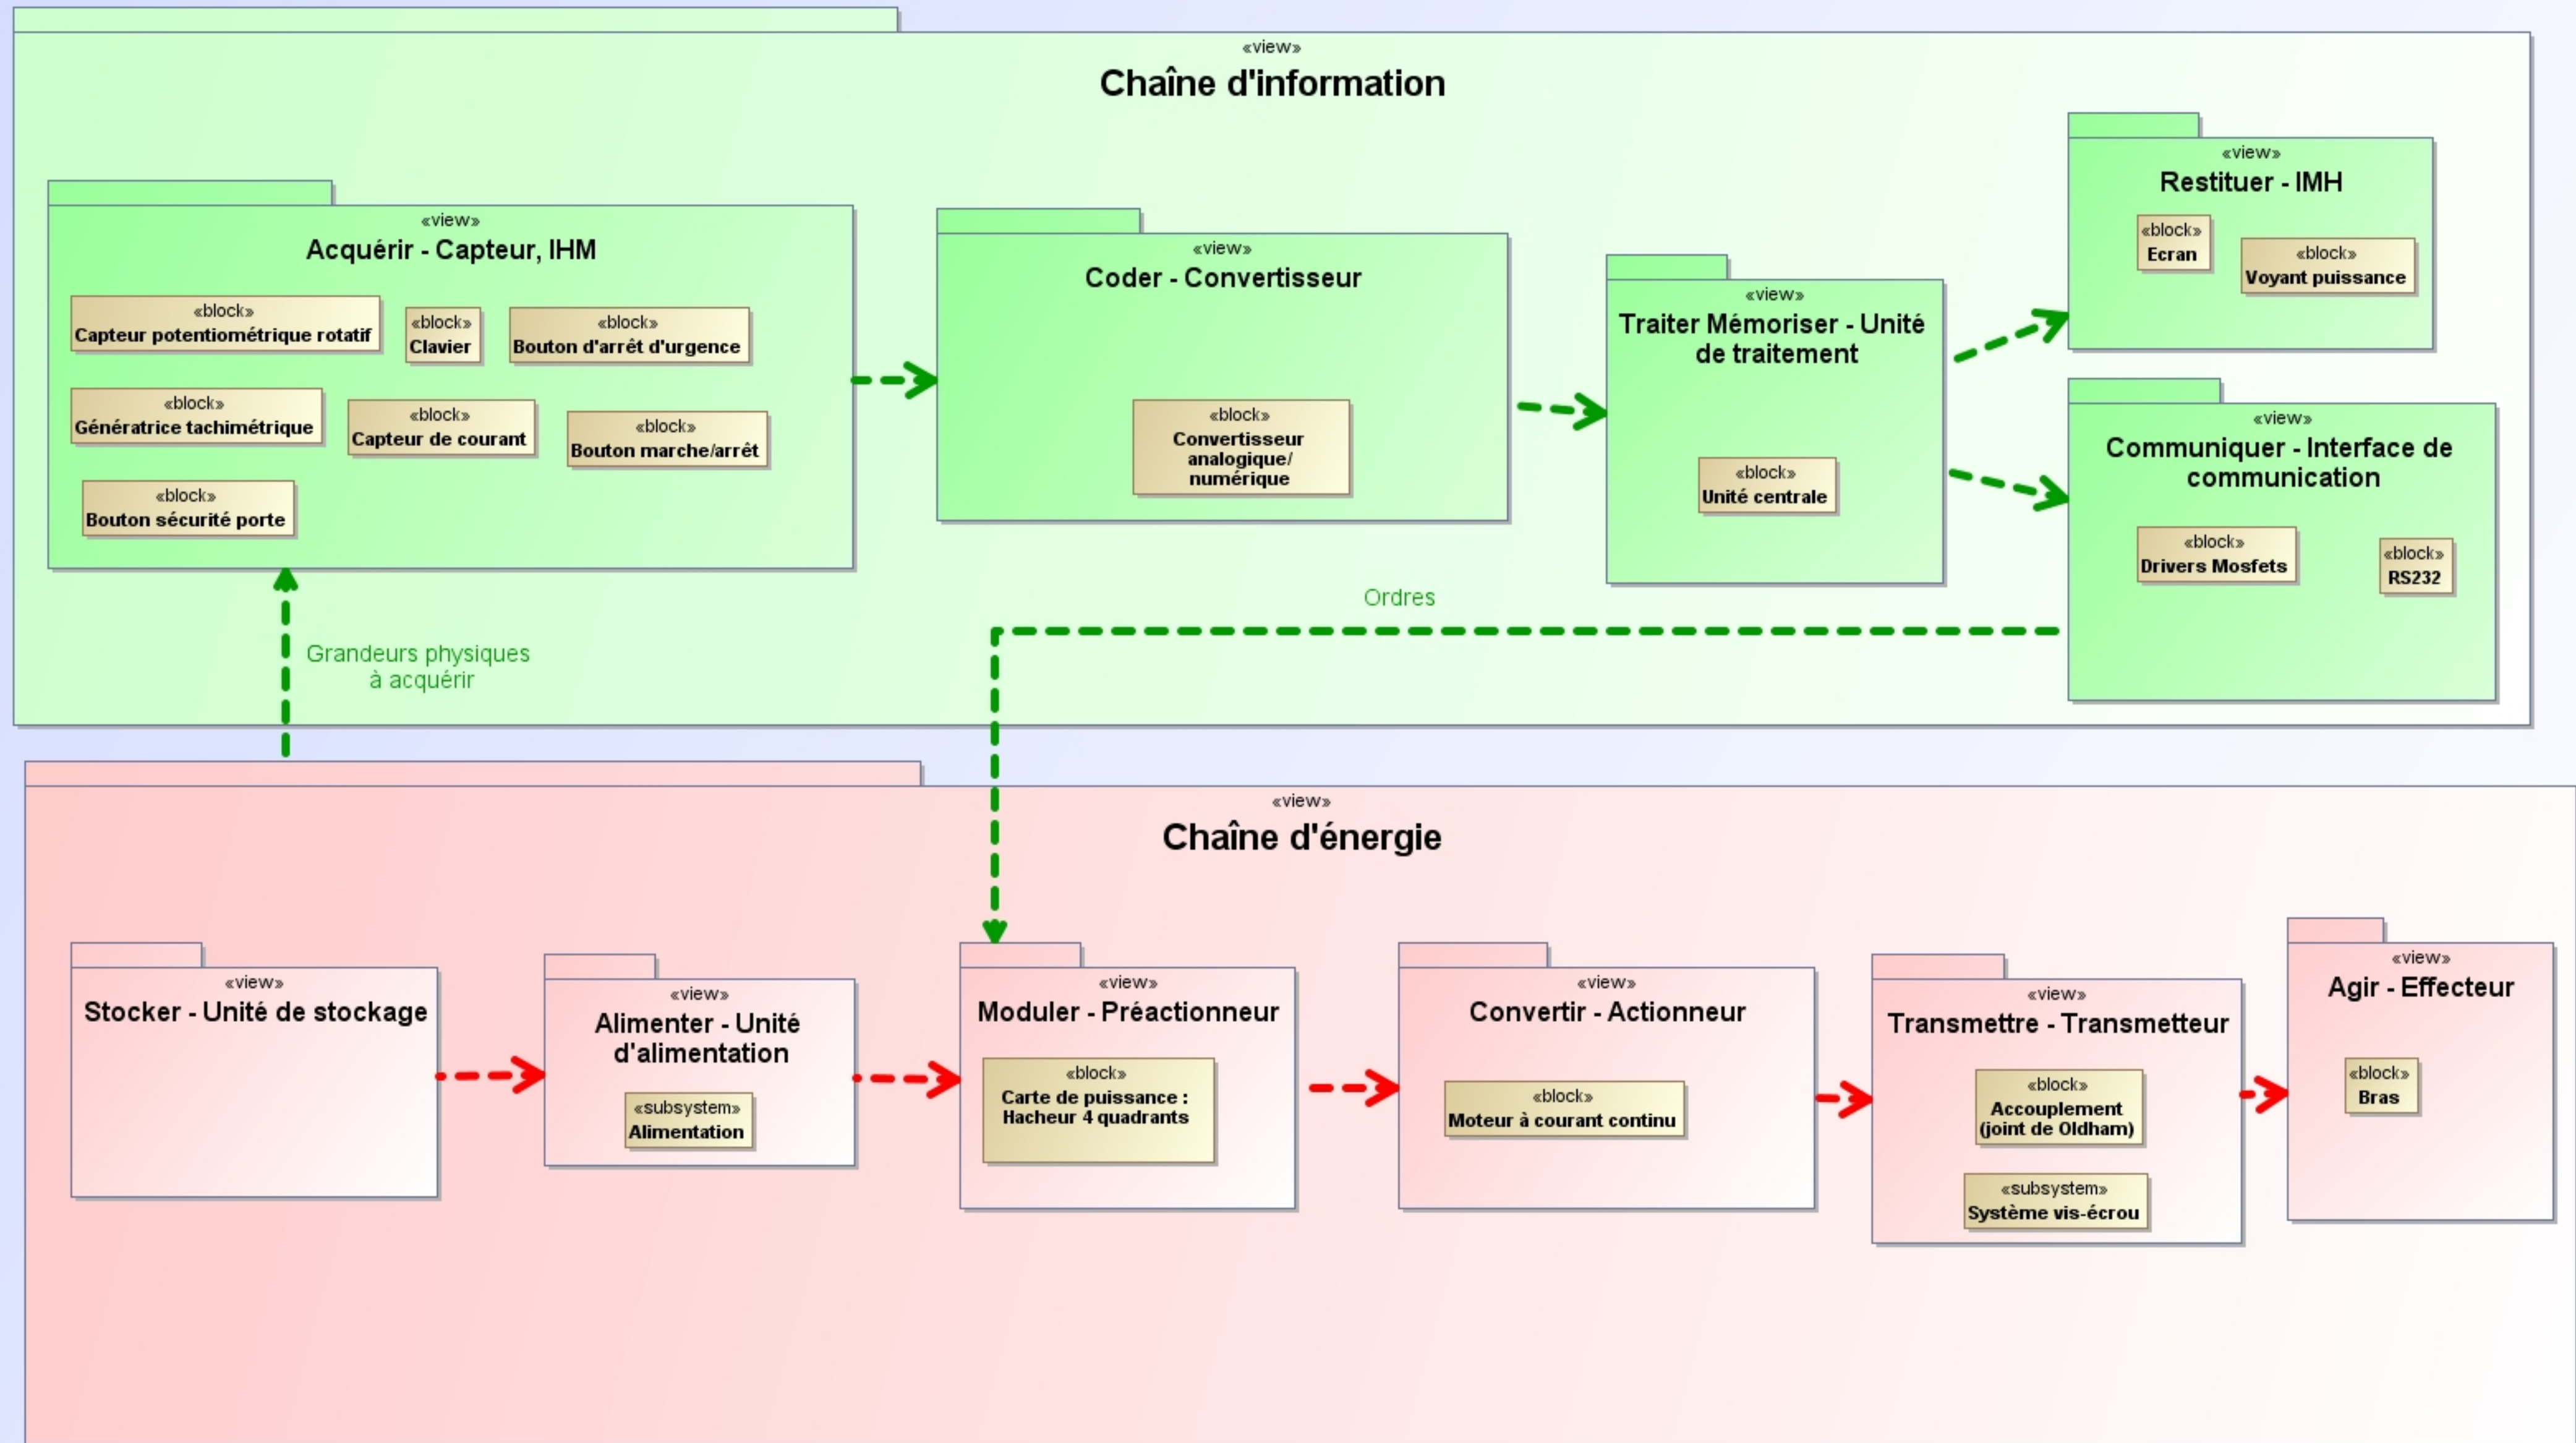 «view»
Chaîne d'information
«view»
Acquérir - Capteur, IHM
«block»
Capteur potentiométrique rotatif
«block»
Clavier
«block»
Bouton d'arrêt d'urgence
«block»
Génératrice tachimétrique
«block»
Capteur de courant
«block»
Bouton marche/arrêt
«block»
Bouton sécurité porte
«view»
Coder - Convertisseur
«block»
Convertisseur
analogique/
numérique
«view»
Traiter Mémoriser - Unité
de traitement
«block»
Unité centrale
«view»
Restituer - IMH
«block»
Ecran
«block»
Voyant puissance
«view»
Communiquer - Interface de
communication
«block»
Drivers Mosfets
«block»
RS232
Ordres
Grandeurs physiques
à acquérir
«view»
Chaîne d'énergie
«view»
Stocker - Unité de stockage
«view»
Alimenter - Unité
d'alimentation
«subsystem»
Alimentation
«view»
Moduler - Préactionneur
«block»
Carte de puissance :
Hacheur 4 quadrants
«view»
Convertir - Actionneur
«block»
Moteur à courant continu
«view»
Transmettre - Transmetteur
«block»
Accouplement
(joint de Oldham)
«subsystem»
Système vis-écrou
«view»
Agir - Effecteur
«block»
Bras